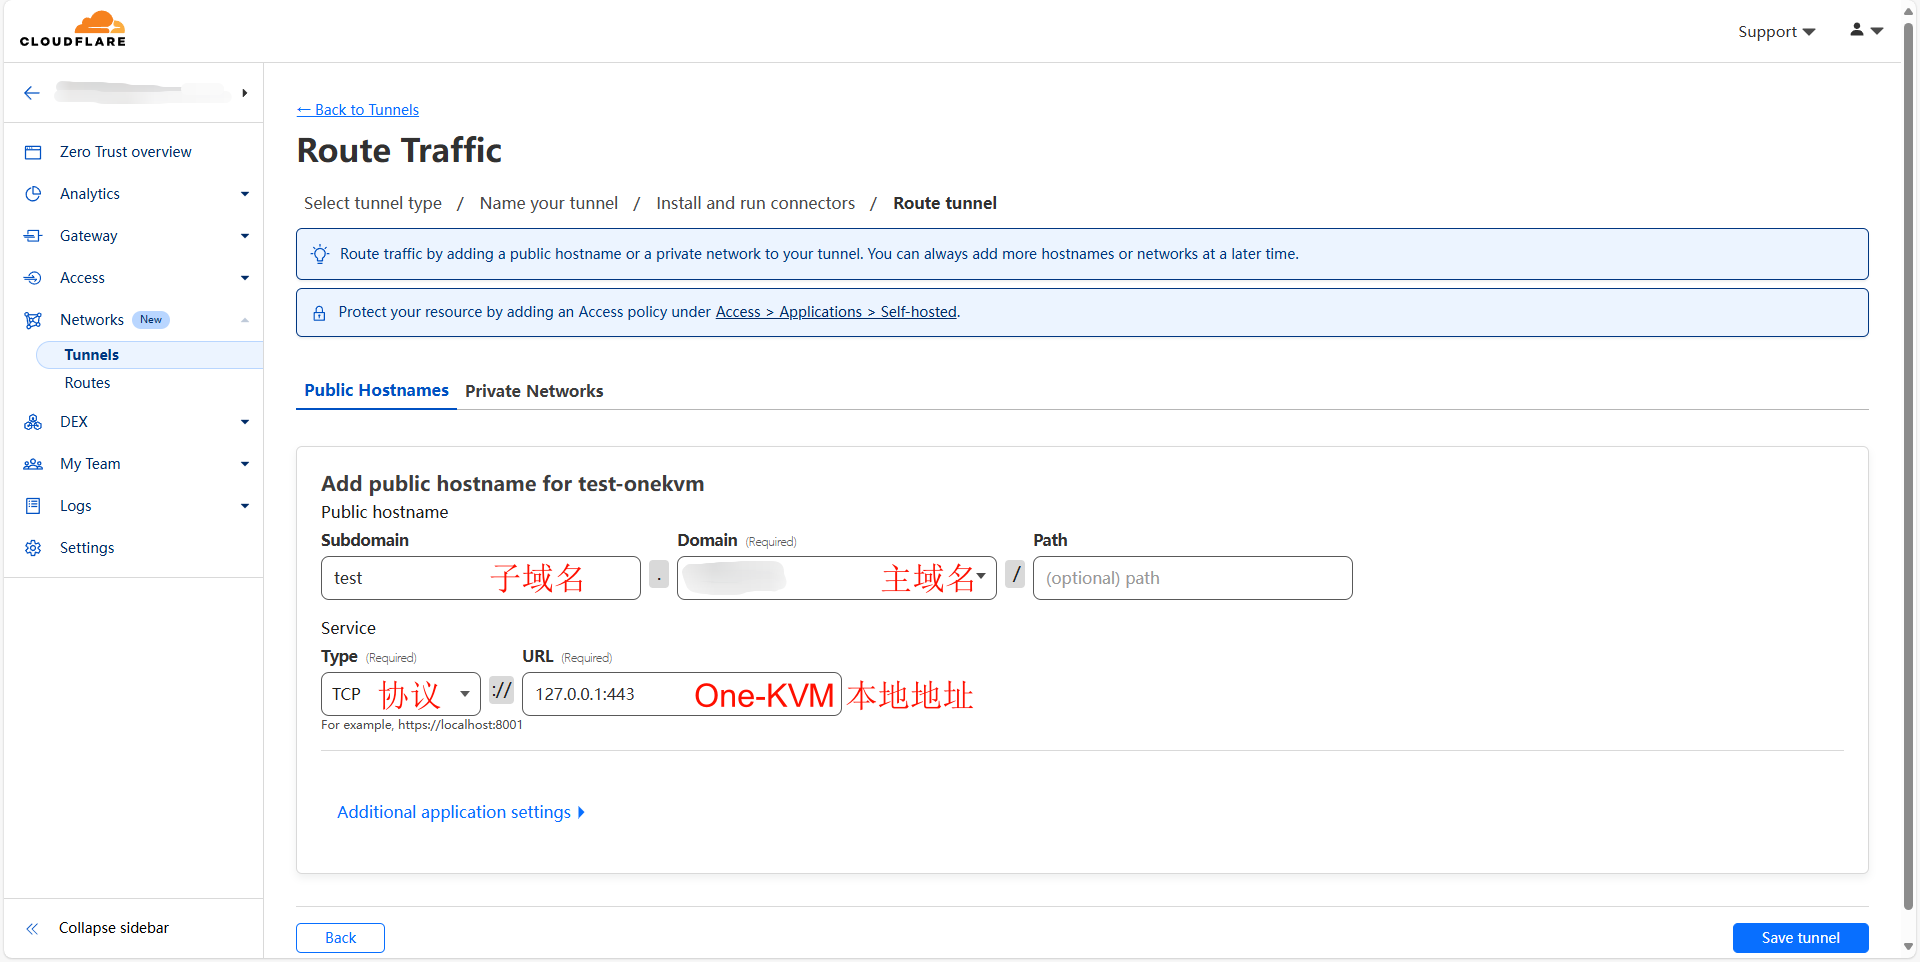 CLOUDFLARE
Support
Zero Trust overview
Analytics
Gateway
Access
Networks New
Tunnels
Routes
DEX
My Team
Logs
Settings
Collapse sidebar
← Back to Tunnels
Route Traffic
Select tunnel type / Name your tunnel / Install and run connectors / Route tunnel
Route traffic by adding a public hostname or a private network to your tunnel. You can always add more hostnames or networks at a later time.
Protect your resource by adding an Access policy under Access > Applications > Self-hosted.
Public Hostnames Private Networks
Add public hostname for test-onekvm
Public hostname
Subdomain Domain (Required) Path
test 子域名 . 主域名 / (optional) path
Service
Type (Required) URL (Required)
TCP 协议 :// 127.0.0.1:443 One-KVM 本地地址
For example, https://localhost:8001
Additional application settings
Back Save tunnel